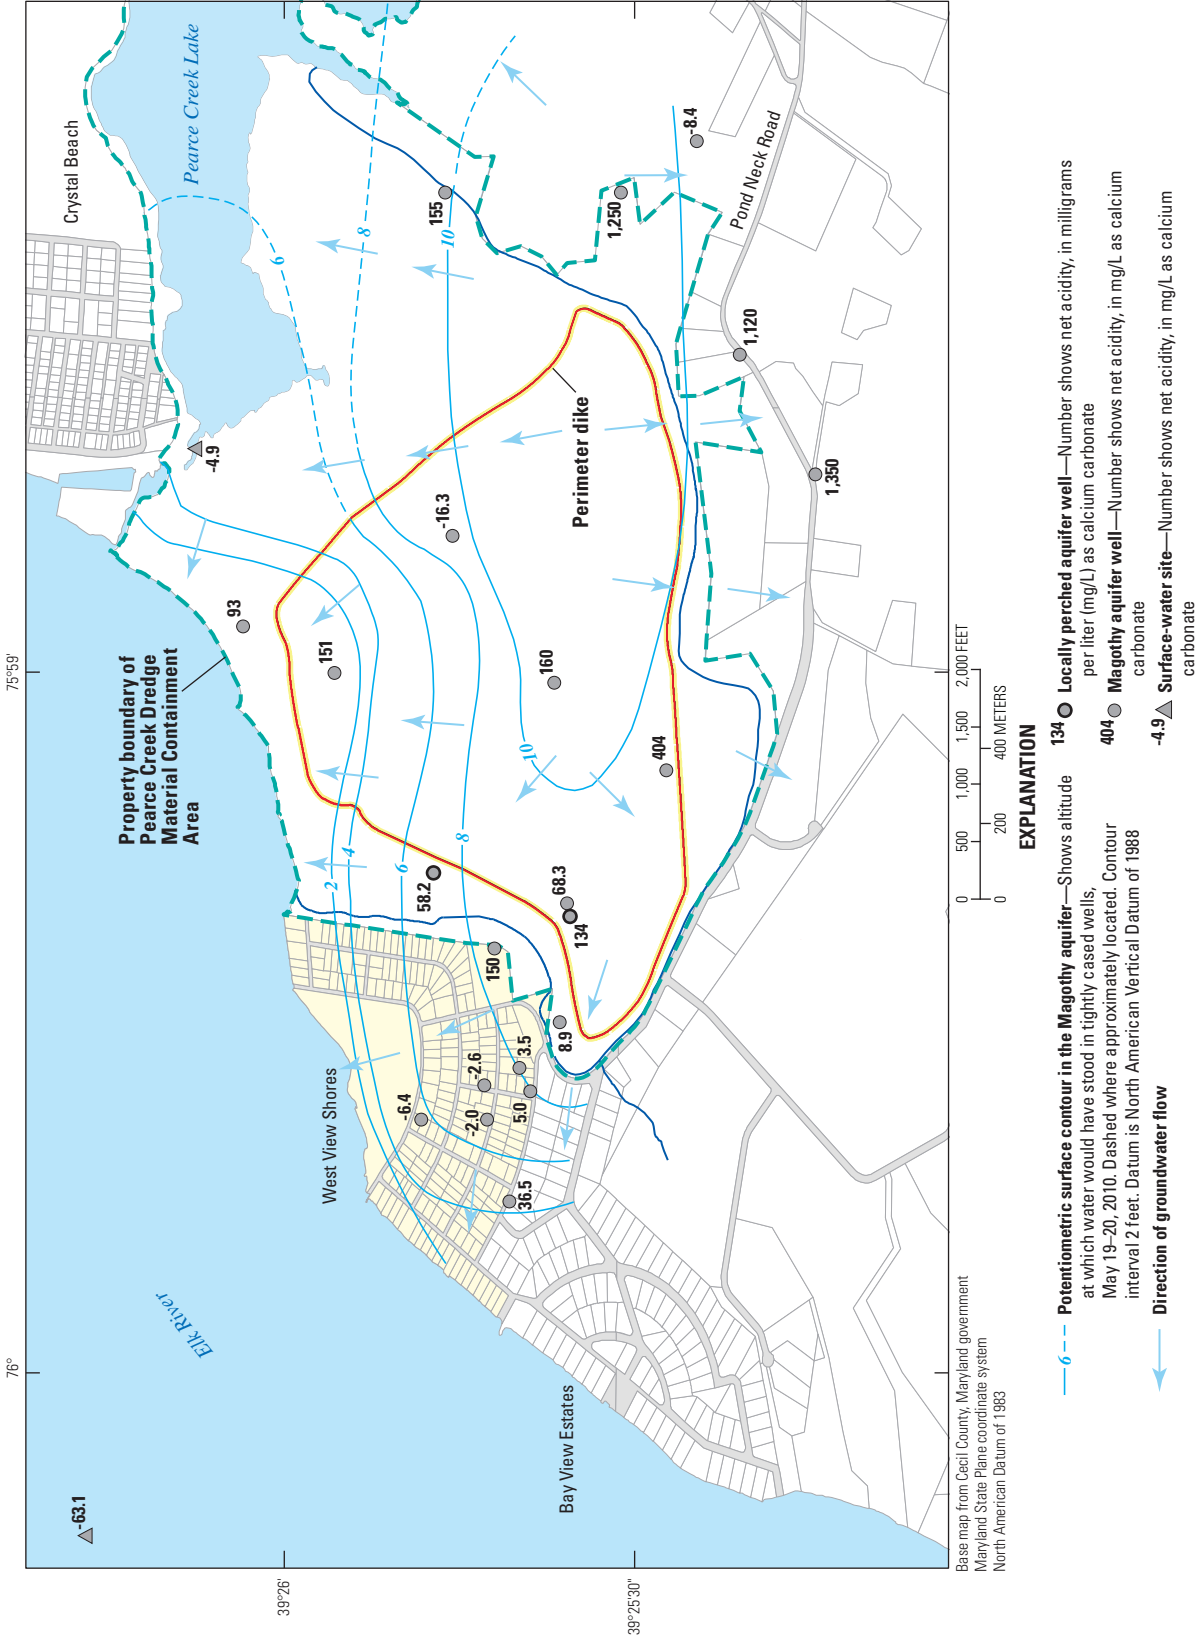 76°
75°59'
39°26'
39°25'30"
Elk River
Pearce Creek Lake
Crystal Beach
West View Shores
Bay View Estates
Pond Neck Road
Property boundary of
Pearce Creek Dredge
Material Containment
Area
Perimeter dike
-63.1
-4.9
93
151
-16.3
155
1,250
-8.4
1,120
1,350
160
404
58.2
68.3
134
150
8.9
3.5
-2.6
5.0
-2.0
-6.4
36.5
2
4
6
8
10
6
8
10
Base map from Cecil County, Maryland government
Maryland State Plane coordinate system
North American Datum of 1983
0 500 1,000 1,500 2,000 FEET
0 200 400 METERS
EXPLANATION
6 Potentiometric surface contour in the Magothy aquifer—Shows altitude
at which water would have stood in tightly cased wells,
May 19–20, 2010. Dashed where approximately located. Contour
interval 2 feet. Datum is North American Vertical Datum of 1988
Direction of groundwater flow
134 Locally perched aquifer well—Number shows net acidity, in milligrams
per liter (mg/L) as calcium carbonate
404 Magothy aquifer well—Number shows net acidity, in mg/L as calcium
carbonate
-4.9 Surface-water site—Number shows net acidity, in mg/L as calcium
carbonate